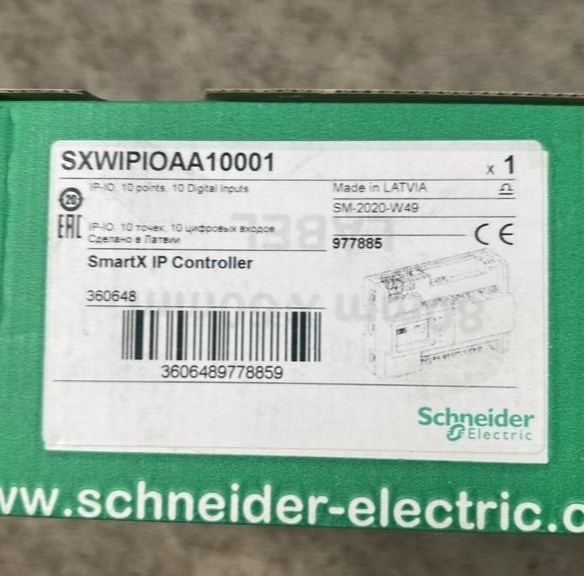 SXWIPIOAA10001
x 1
IP-IO, 10 points, 10 Digital Inputs
Made in LATVIA
SM-2020-W49
20
EAC
IP-IO, 10 точек, 10 цифровых входов
Сделано в Латвии
977885
CE
SmartX IP Controller
360648
3606489778859
Schneider
Electric
www.schneider-electric.c